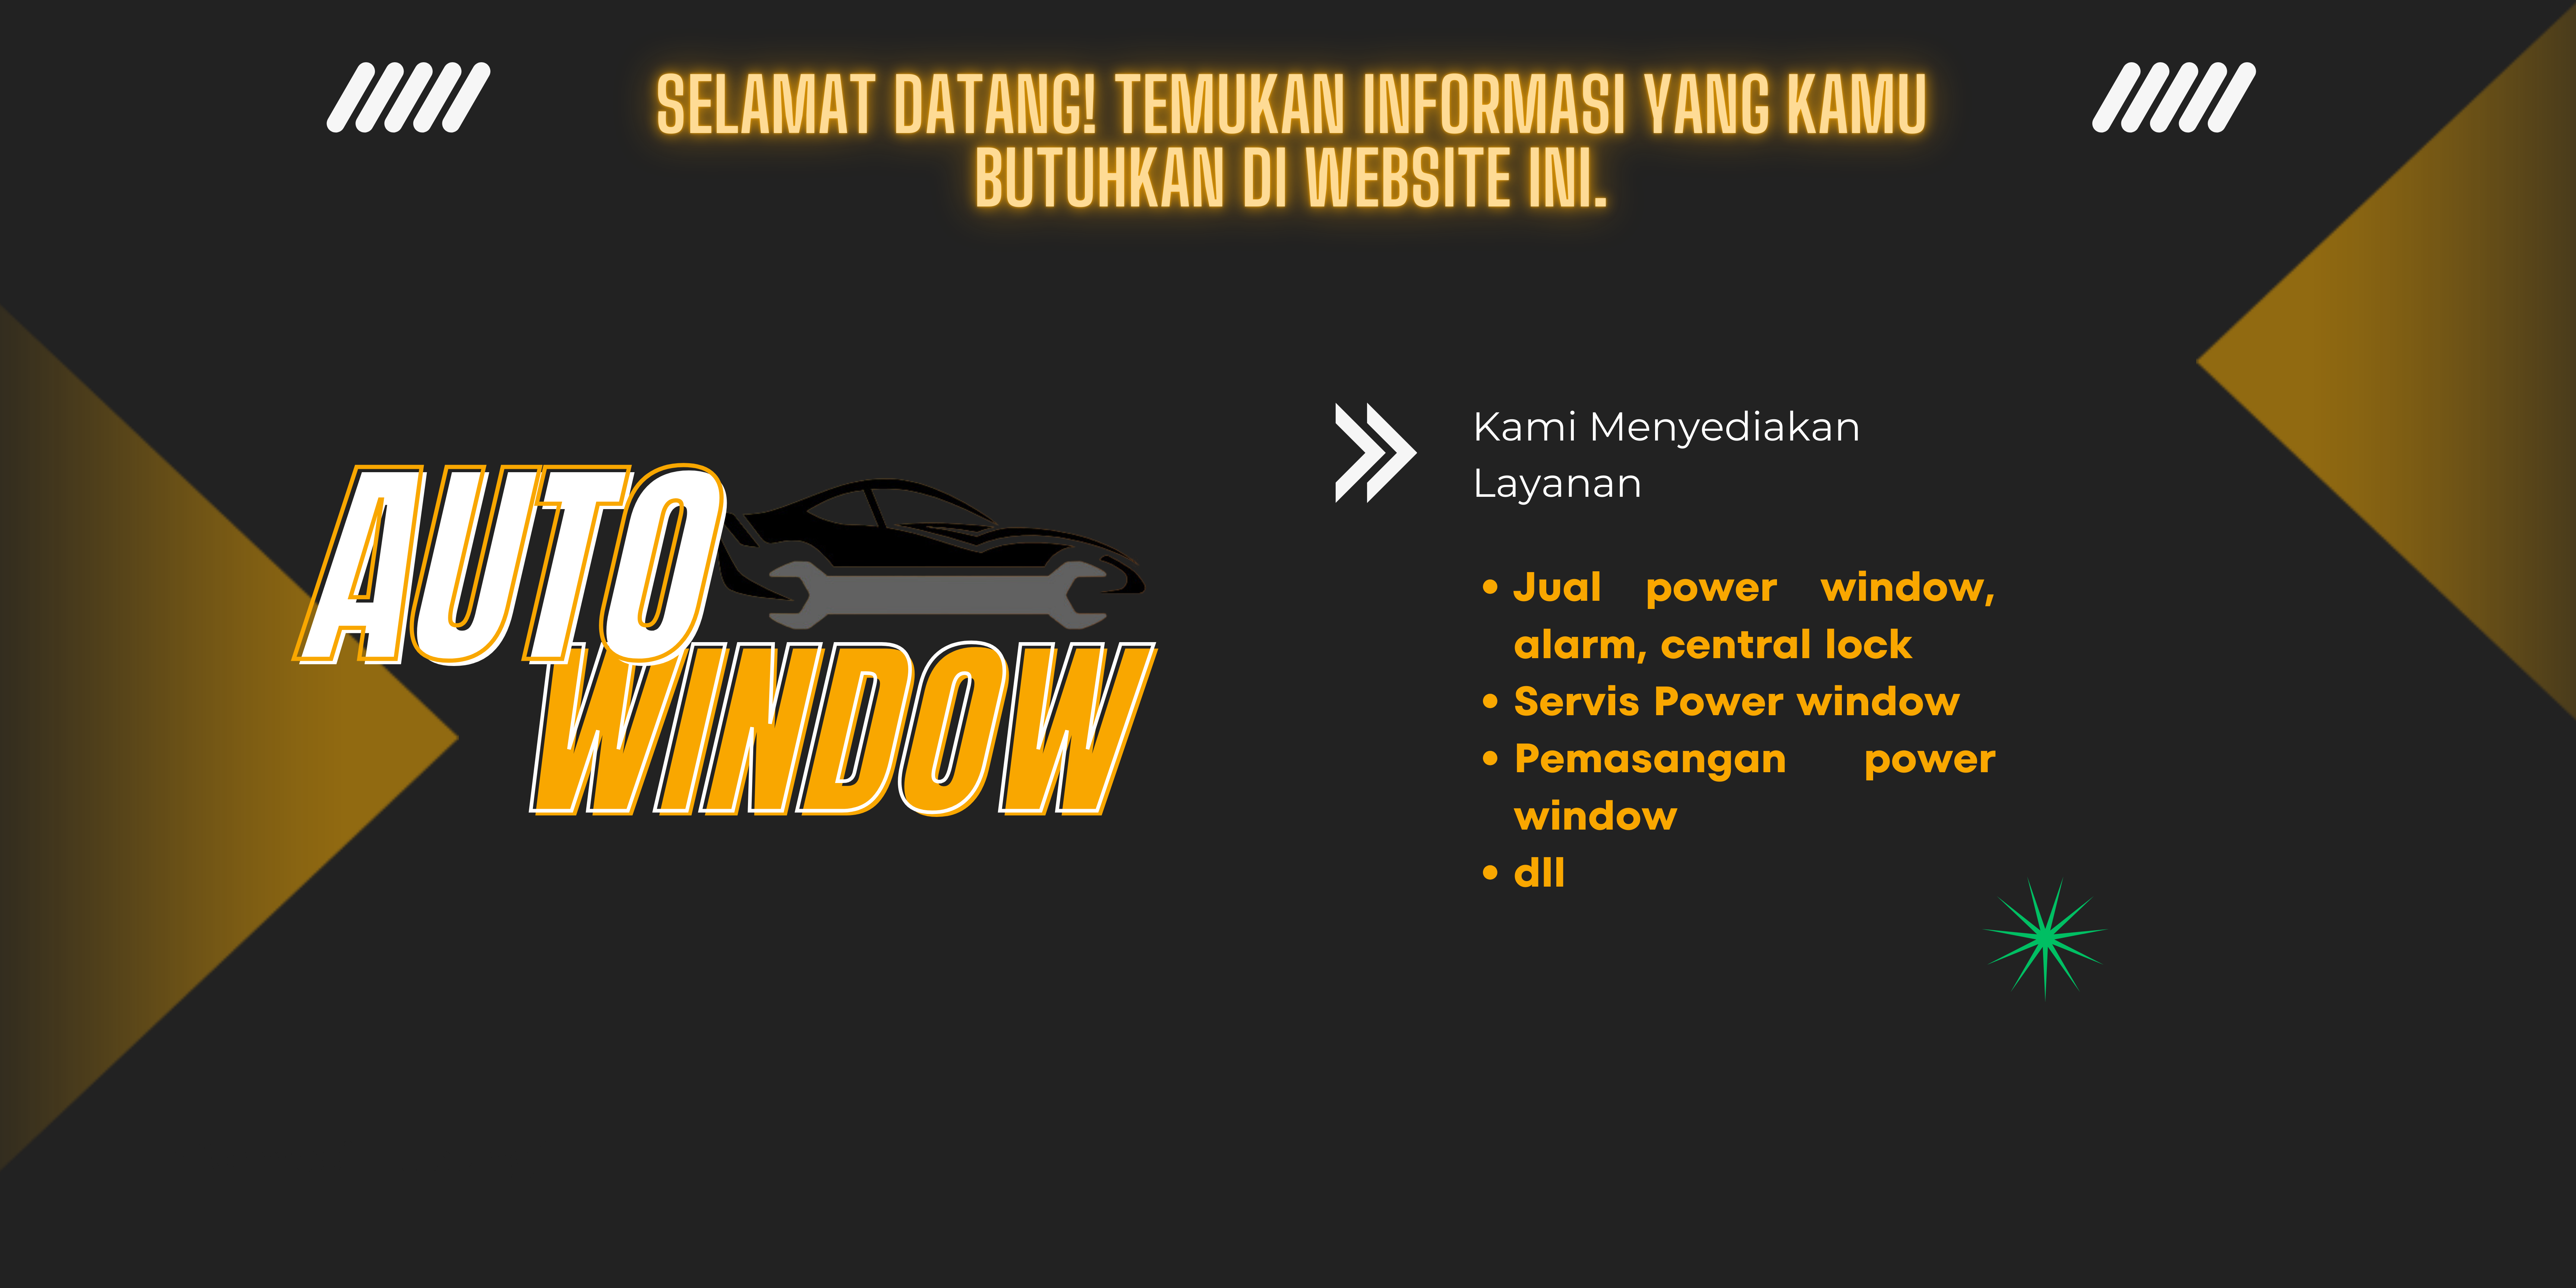 SELAMAT DATANG! TEMUKAN INFORMASI YANG KAMU
BUTUHKAN DI WEBSITE INI.
AUTO
WINDOW
Kami Menyediakan
Layanan
• Jual power window,
alarm, central lock
• Servis Power window
• Pemasangan power
window
• dll